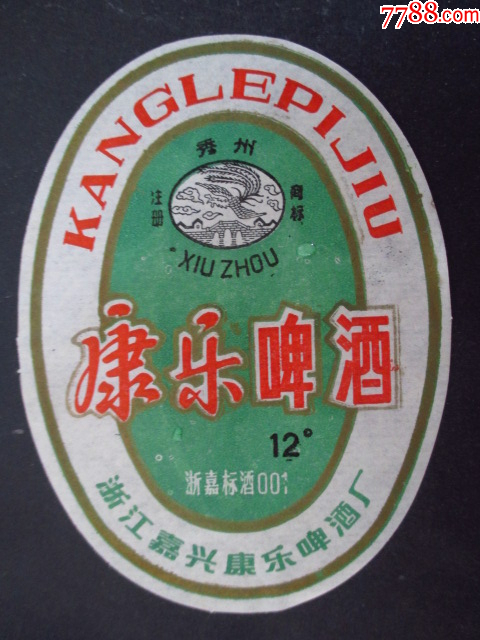 7788.com
KANGLEPIJIU
秀州
注册 商标
XIU ZHOU
康乐啤酒
12°
浙嘉标酒001
浙江嘉兴康乐啤酒厂